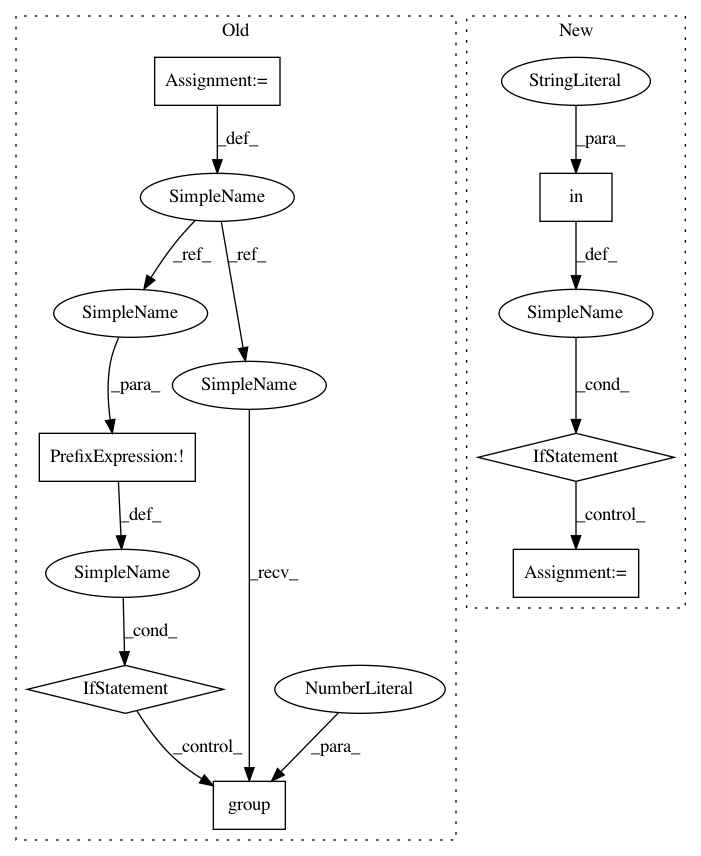 Old
New
Assignment:=
StringLiteral
_def_
_para_
SimpleName
in
_ref_
_ref_
_def_
SimpleName
SimpleName
SimpleName
_para_
_cond_
PrefixExpression:!
IfStatement
_def_
_control_
SimpleName
_recv_
Assignment:=
_cond_
IfStatement
NumberLiteral
_control_
_para_
group